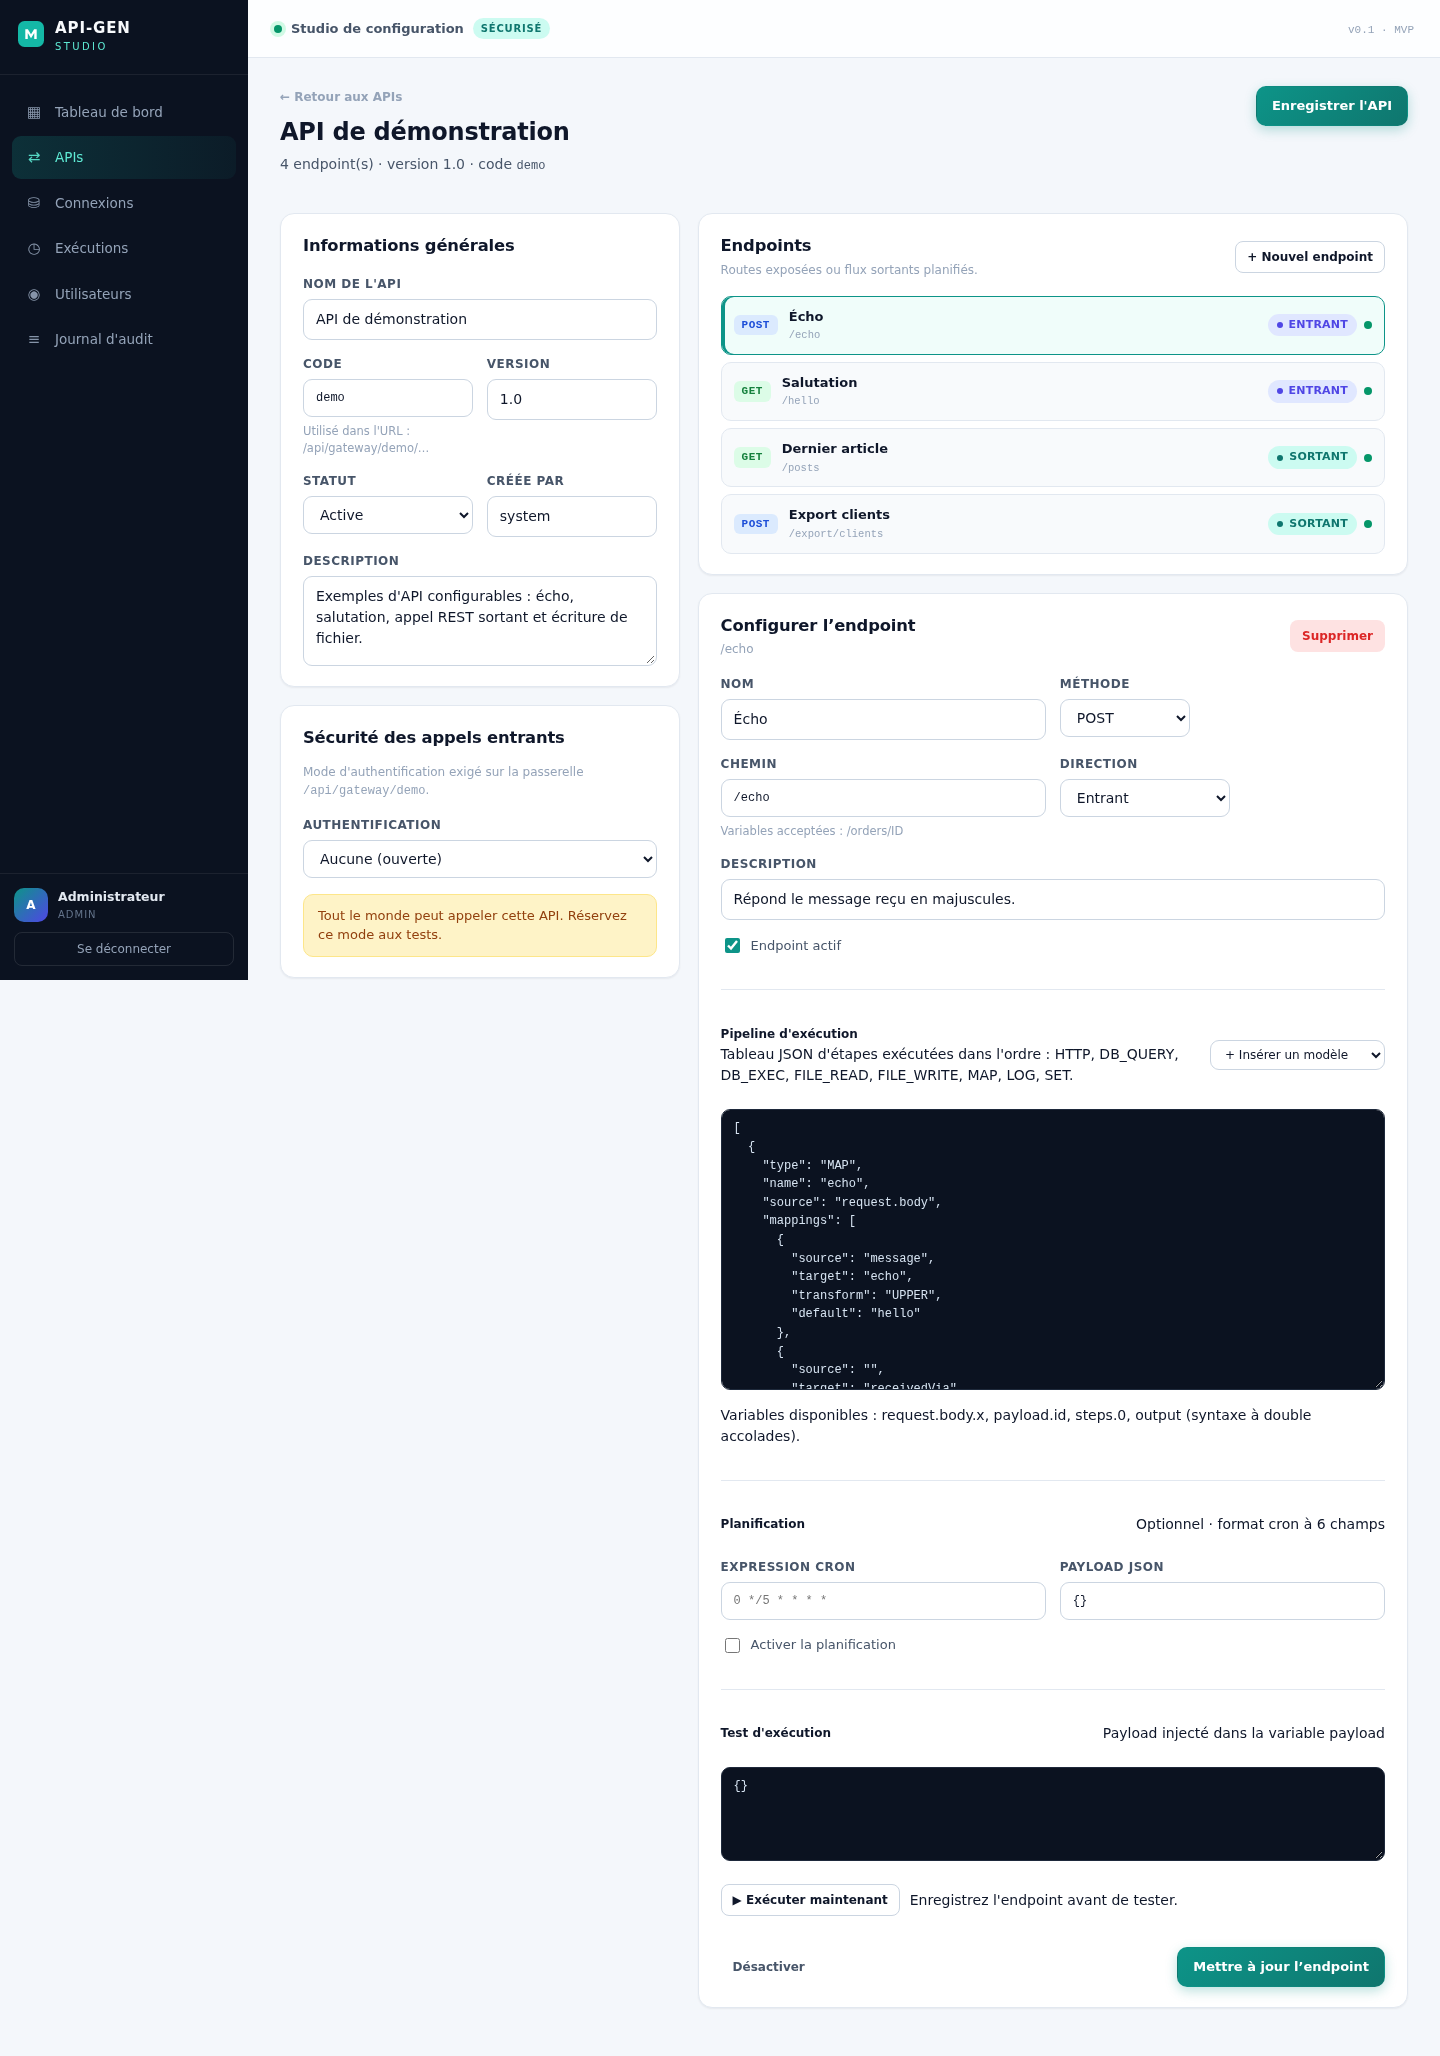 M
API-GEN
STUDIO
Tableau de bord
APIs
Connexions
Exécutions
Utilisateurs
Journal d'audit
A
Administrateur
ADMIN
Se déconnecter
Studio de configuration
SÉCURISÉ
v0.1 · MVP
← Retour aux APIs
API de démonstration
4 endpoint(s) · version 1.0 · code demo
Enregistrer l'API
Informations générales
NOM DE L'API
API de démonstration
CODE
VERSION
demo
1.0
Utilisé dans l'URL :
/api/gateway/demo/…
STATUT
CRÉÉE PAR
Active
system
DESCRIPTION
Exemples d'API configurables : écho,
salutation, appel REST sortant et écriture de
fichier.
Sécurité des appels entrants
Mode d'authentification exigé sur la passerelle
/api/gateway/demo.
AUTHENTIFICATION
Aucune (ouverte)
Tout le monde peut appeler cette API. Réservez
ce mode aux tests.
Endpoints
Routes exposées ou flux sortants planifiés.
+ Nouvel endpoint
POST
Écho
/echo
ENTRANT
GET
Salutation
/hello
ENTRANT
GET
Dernier article
/posts
SORTANT
POST
Export clients
/export/clients
SORTANT
Configurer l’endpoint
/echo
Supprimer
NOM
MÉTHODE
Écho
POST
CHEMIN
DIRECTION
/echo
Entrant
Variables acceptées : /orders/ID
DESCRIPTION
Répond le message reçu en majuscules.
Endpoint actif
Pipeline d'exécution
Tableau JSON d'étapes exécutées dans l'ordre : HTTP, DB_QUERY,
DB_EXEC, FILE_READ, FILE_WRITE, MAP, LOG, SET.
+ Insérer un modèle
[
{
"type": "MAP",
"name": "echo",
"source": "request.body",
"mappings": [
{
"source": "message",
"target": "echo",
"transform": "UPPER",
"default": "hello"
},
{
"source": "",
"target": "receivedVia"
Variables disponibles : request.body.x, payload.id, steps.0, output (syntaxe à double
accolades).
Planification
Optionnel · format cron à 6 champs
EXPRESSION CRON
PAYLOAD JSON
0 */5 * * * *
{}
Activer la planification
Test d'exécution
Payload injecté dans la variable payload
{}
▶ Exécuter maintenant
Enregistrez l'endpoint avant de tester.
Désactiver
Mettre à jour l’endpoint